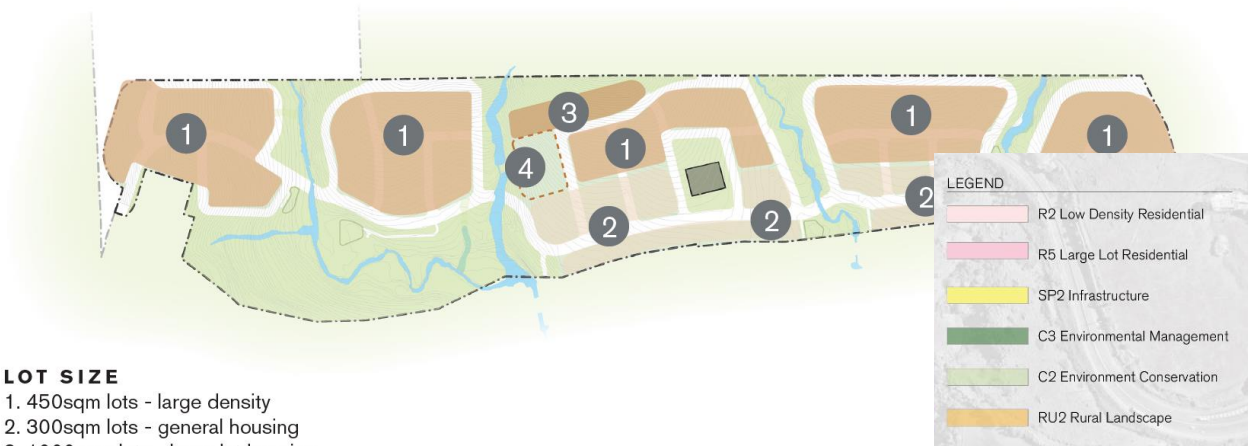 1
1
3
1
1
1
4
2
2
2
LEGEND
R2 Low Density Residential
R5 Large Lot Residential
SP2 Infrastructure
C3 Environmental Management
C2 Environment Conservation
RU2 Rural Landscape
LOT SIZE
1. 450sqm lots - large density
2. 300sqm lots - general housing